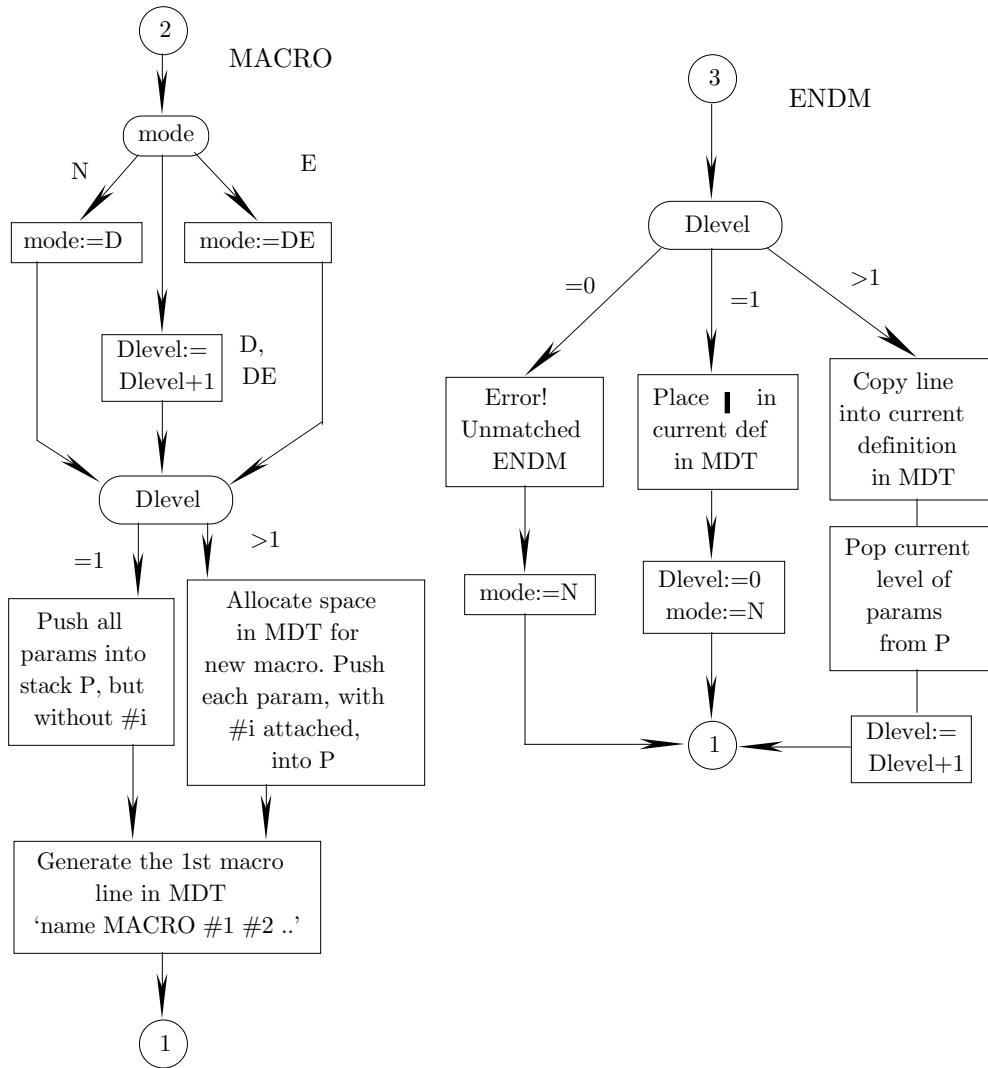 2
MACRO
mode
N
E
mode:=D
mode:=DE
Dlevel:=
Dlevel+1
D,
DE
Dlevel
=1
>1
Push all
params into
stack P, but
without #i
Allocate space
in MDT for
new macro. Push
each param, with
#i attached,
into P
Generate the 1st macro
line in MDT
‘name MACRO #1 #2 ..’
1
3
ENDM
Dlevel
=0
=1
>1
Error!
Unmatched
ENDM
mode:=N
Place ▌ in
current def
in MDT
Dlevel:=0
mode:=N
Copy line
into current
definition
in MDT
Pop current
level of
params
from P
Dlevel:=
Dlevel+1
1